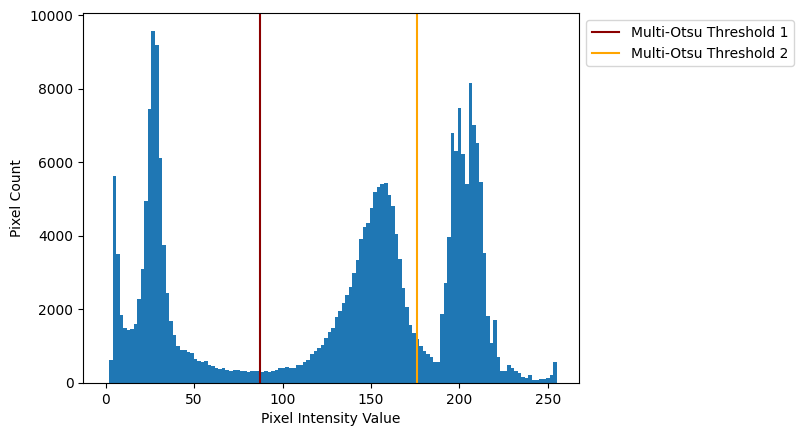 10000
8000
6000
4000
2000
0
Pixel Count
0 50 100 150 200 250
Pixel Intensity Value
Multi-Otsu Threshold 1
Multi-Otsu Threshold 2